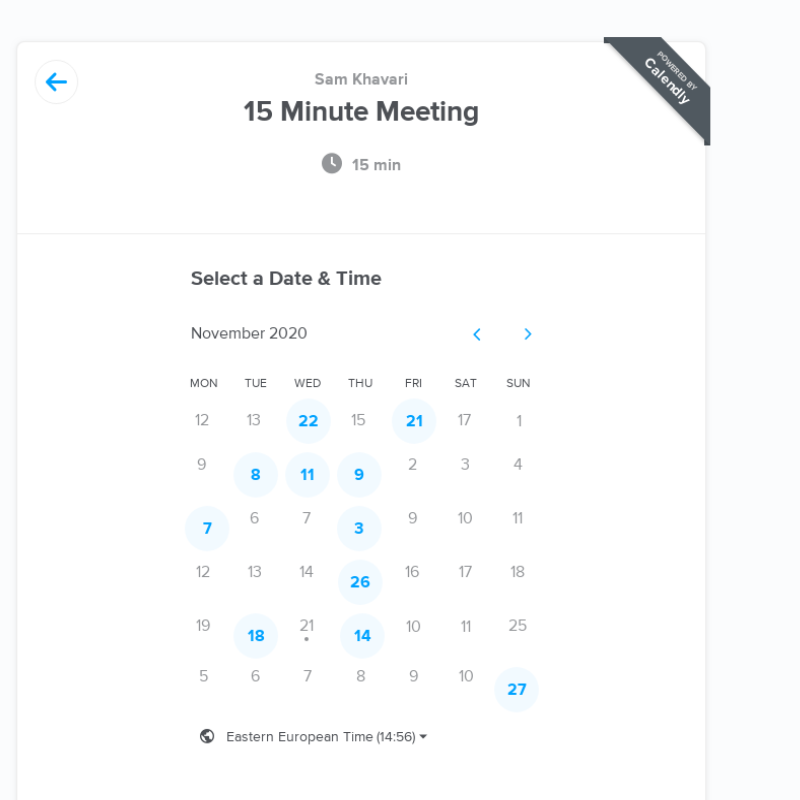 POWERED BY
Calendly
Sam Khavari
15 Minute Meeting
15 min
Select a Date & Time
November 2020
MON TUE WED THU FRI SAT SUN
12 13 22 15 21 17 1
9 8 11 9 2 3 4
7 6 7 3 9 10 11
12 13 14 26 16 17 18
19 18 21 14 10 11 25
5 6 7 8 9 10 27
Eastern European Time (14:56)